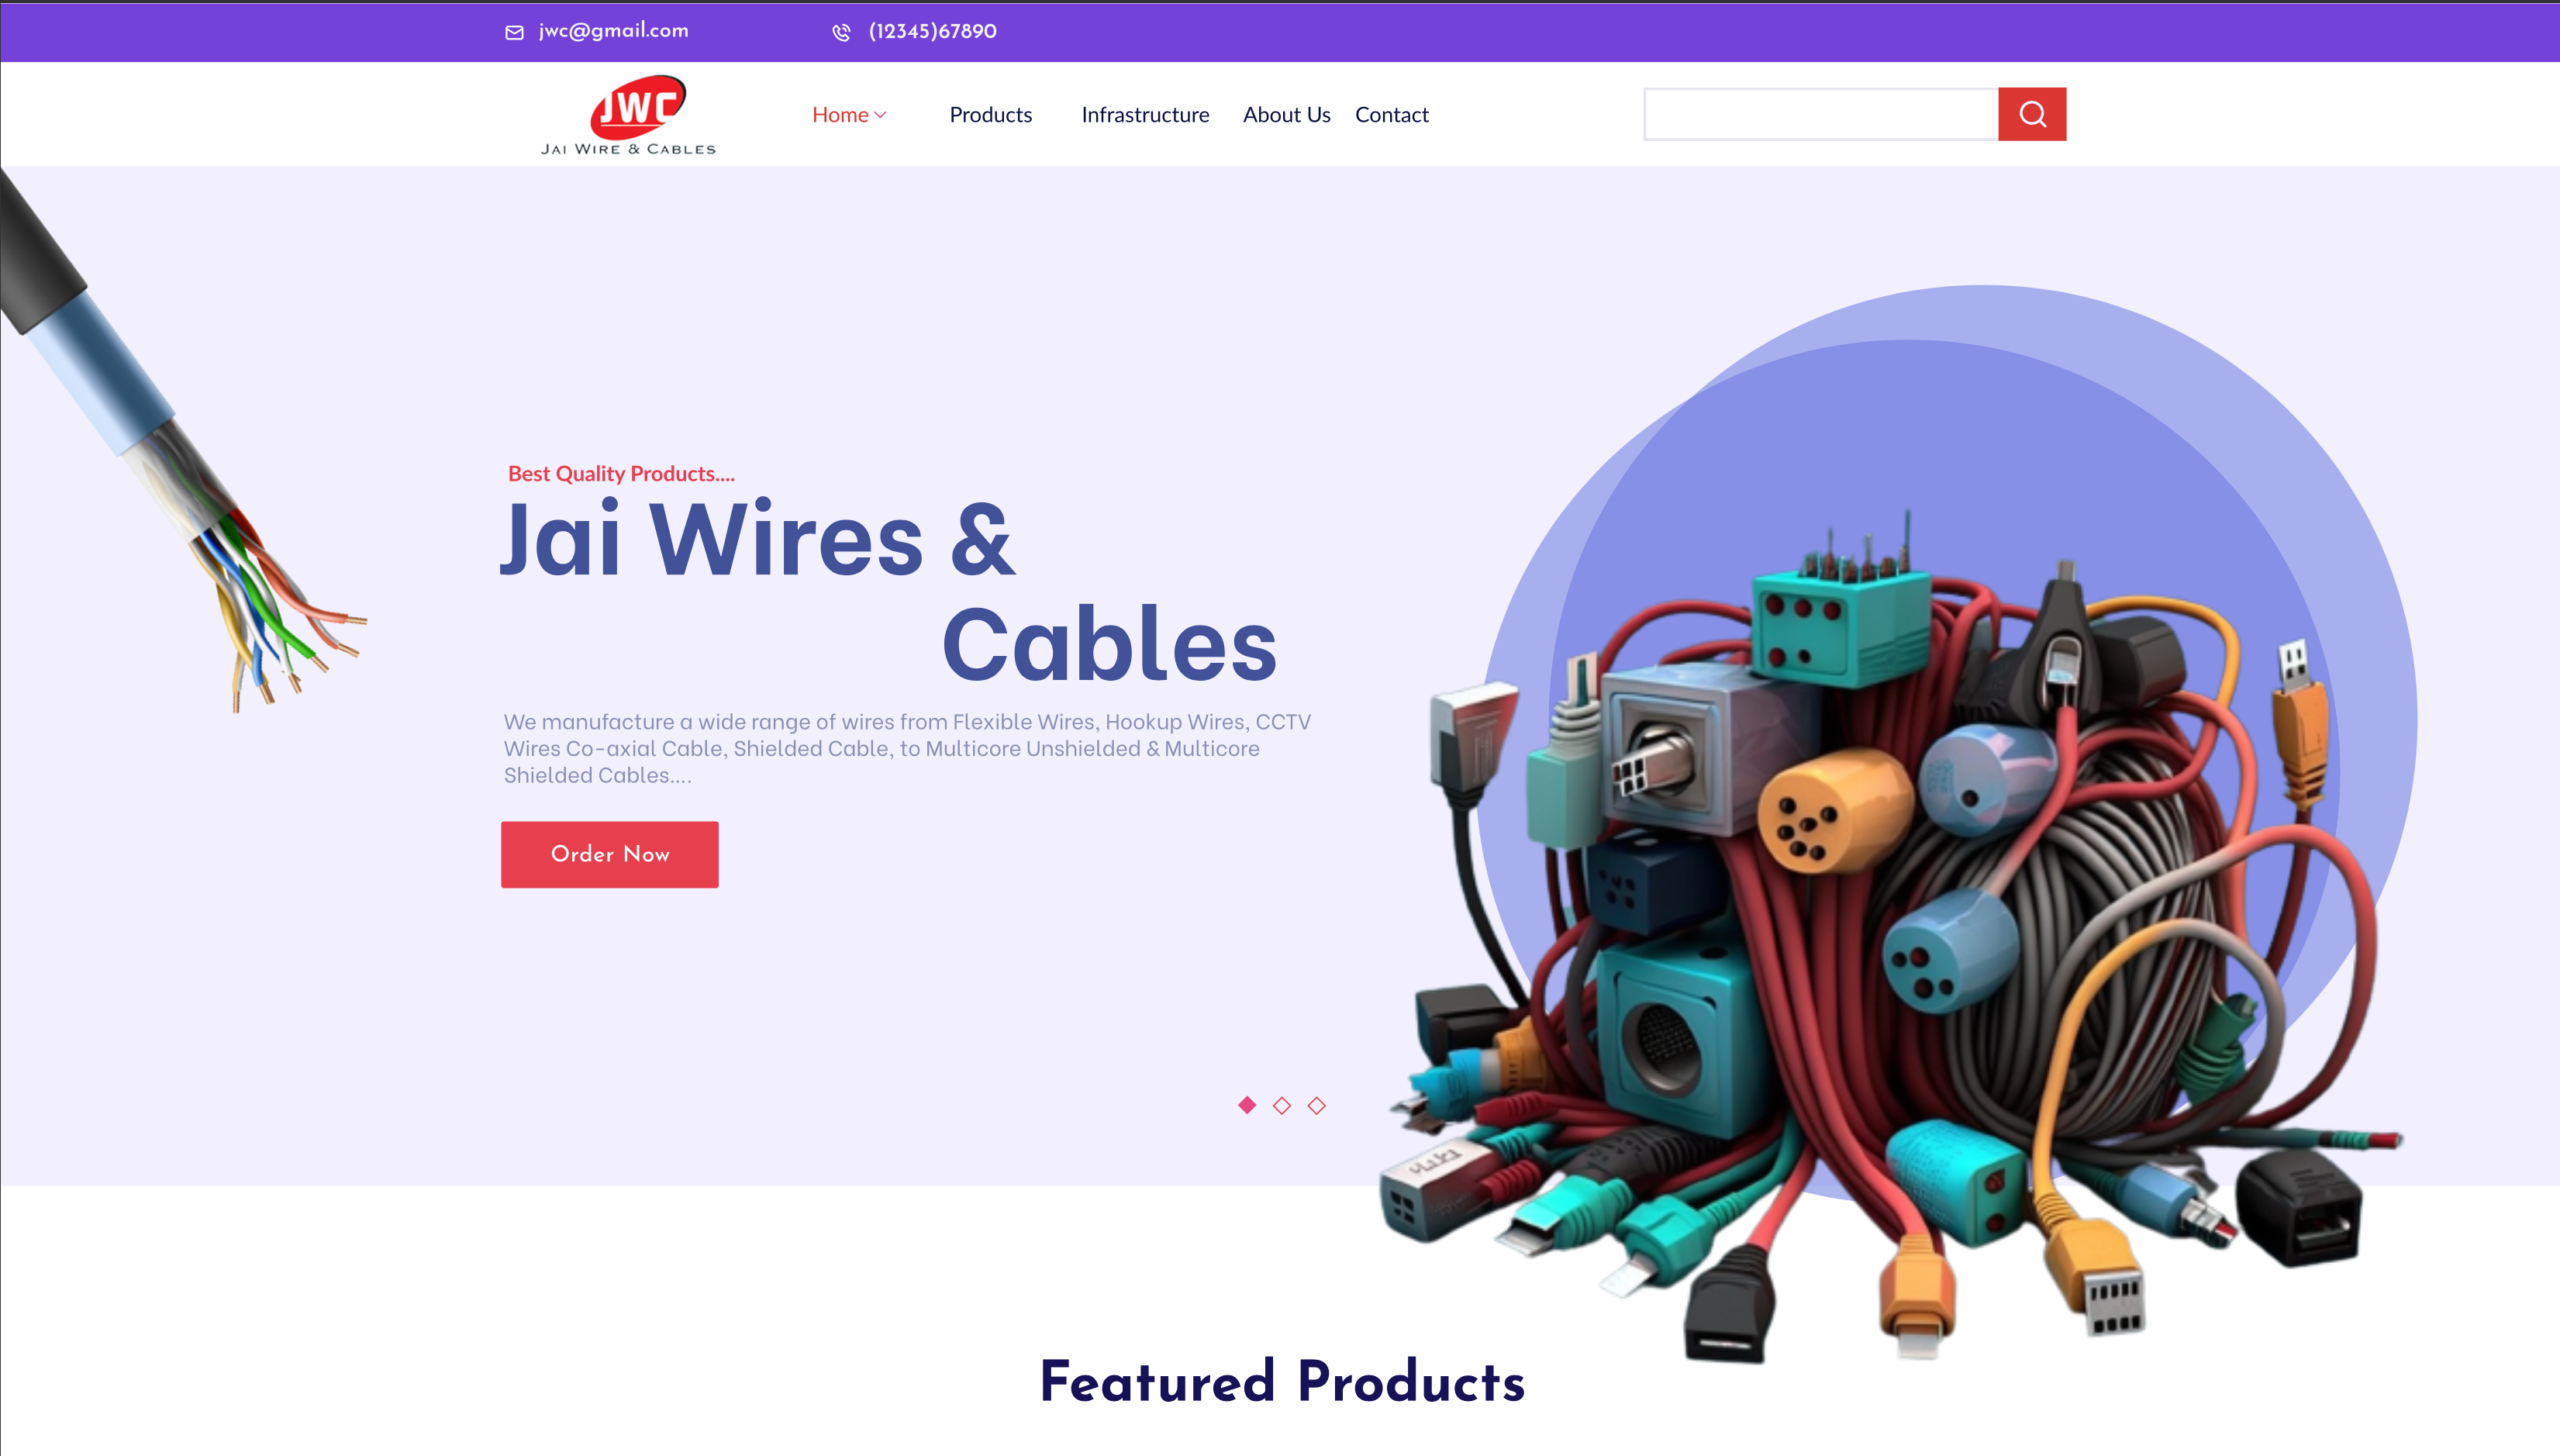 jwc@gmail.com
(12345)67890
JWC
JAI WIRE & CABLES
Home
Products
Infrastructure
About Us
Contact
Best Quality Products....
Jai Wires &
Cables
We manufacture a wide range of wires from Flexible Wires, Hookup Wires, CCTV
Wires Co-axial Cable, Shielded Cable, to Multicore Unshielded & Multicore
Shielded Cables....
Order Now
Featured Products